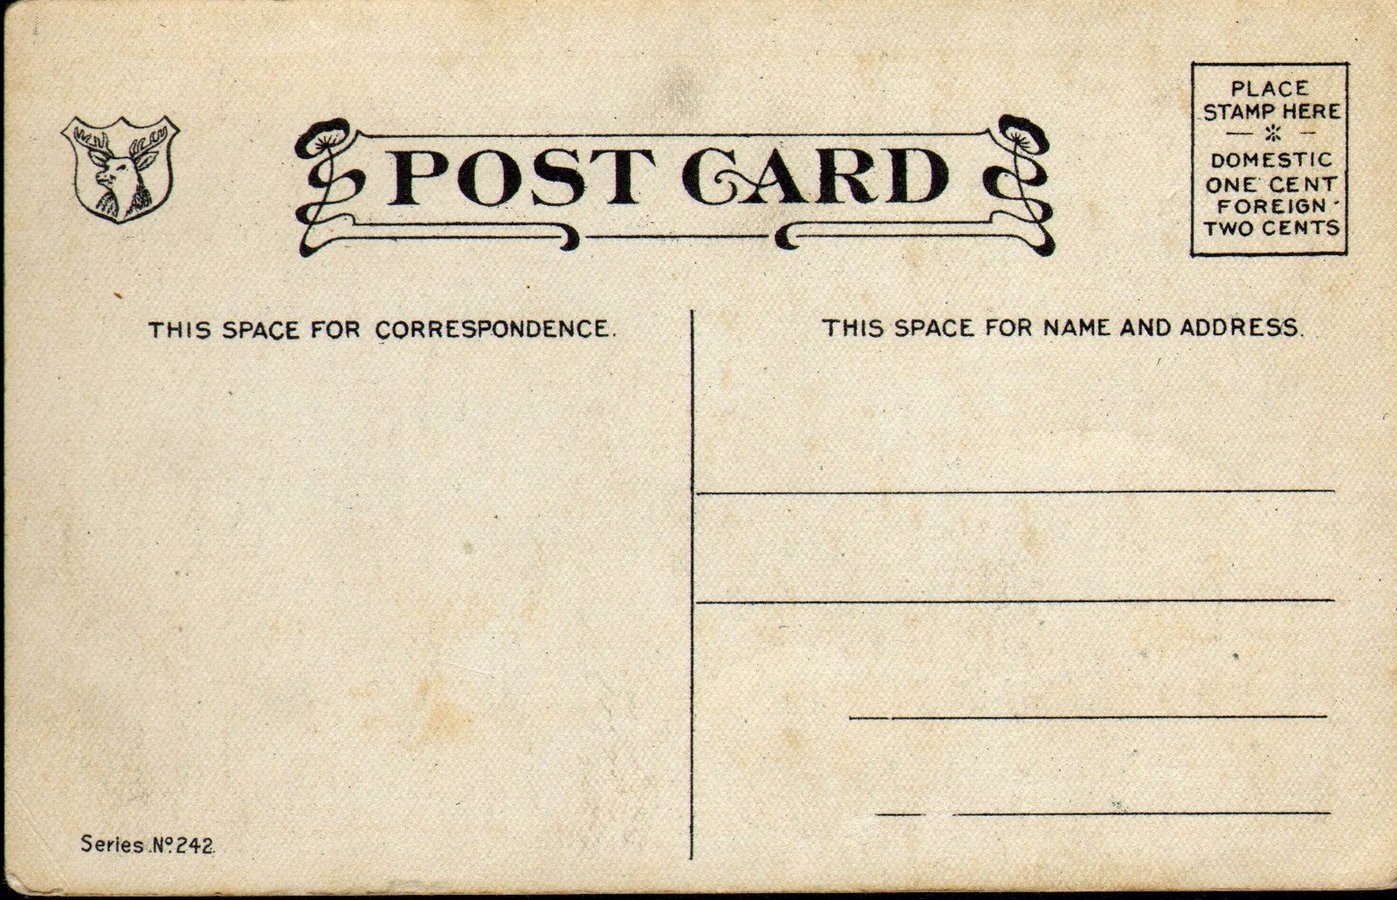 POST CARD
PLACE
STAMP HERE
DOMESTIC
ONE CENT
FOREIGN
TWO CENTS
THIS SPACE FOR CORRESPONDENCE.
THIS SPACE FOR NAME AND ADDRESS.
Series Nº 242.